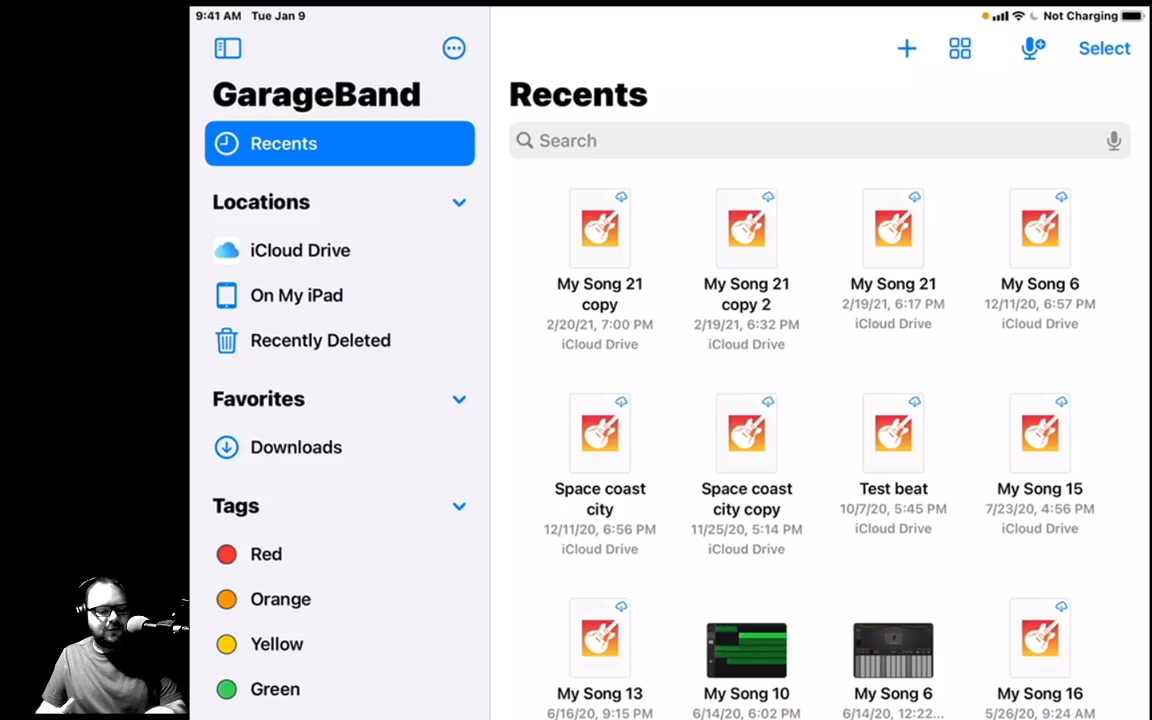 9:41 AM Tue Jan 9
Not Charging
Select
GarageBand
Recents
Locations
iCloud Drive
On My iPad
Recently Deleted
Favorites
Downloads
Tags
Red
Orange
Yellow
Green
Recents
Search
My Song 21
copy
2/20/21, 7:00 PM
iCloud Drive
My Song 21
copy 2
2/19/21, 6:32 PM
iCloud Drive
My Song 21
2/19/21, 6:17 PM
iCloud Drive
My Song 6
12/11/20, 6:57 PM
iCloud Drive
Space coast
city
12/11/20, 6:56 PM
iCloud Drive
Space coast
city copy
11/25/20, 5:14 PM
iCloud Drive
Test beat
10/7/20, 5:45 PM
iCloud Drive
My Song 15
7/23/20, 4:56 PM
iCloud Drive
My Song 13
6/16/20, 9:15 PM
My Song 10
6/14/20, 6:02 PM
My Song 6
6/14/20, 12:22...
My Song 16
5/26/20, 9:24 AM